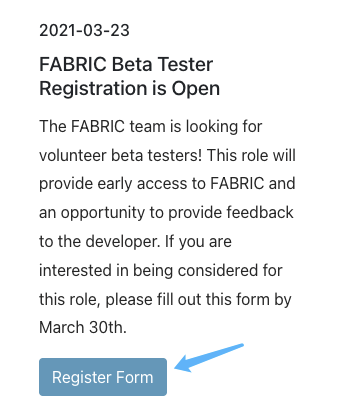 2021-03-23
FABRIC Beta Tester
Registration is Open
The FABRIC team is looking for
volunteer beta testers! This role will
provide early access to FABRIC and
an opportunity to provide feedback
to the developer. If you are
interested in being considered for
this role, please fill out this form by
March 30th.
Register Form